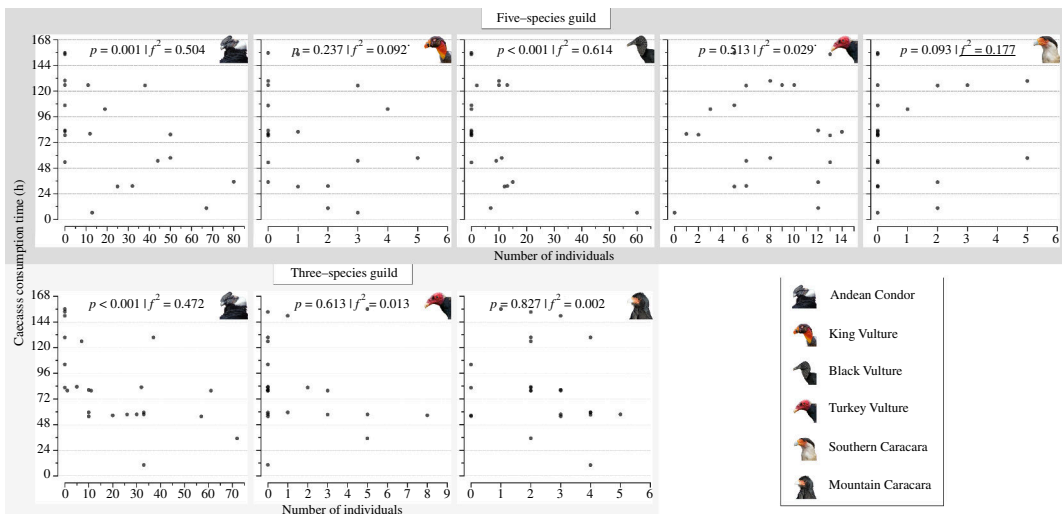 Five–species guild
p = 0.001 | f² = 0.504
p = 0.237 | f² = 0.092
p < 0.001 | f² = 0.614
p = 0.513 | f² = 0.029
p = 0.093 | f² = 0.177
168
144
120
96
72
48
24
0
0 10 20 30 40 50 60 70 80
0 1 2 3 4 5 6
0 10 20 30 40 50 60
0 2 4 6 8 10 12 14
0 1 2 3 4 5 6
Number of individuals
Caecass consumption time (h)
Three–species guild
p < 0.001 | f² = 0.472
p = 0.613 | f² = 0.013
p = 0.827 | f² = 0.002
168
144
120
96
72
48
24
0
0 10 20 30 40 50 60 70
0 1 2 3 4 5 6 7 8 9
0 1 2 3 4 5 6
Number of individuals
Andean Condor
King Vulture
Black Vulture
Turkey Vulture
Southern Caracara
Mountain Caracara